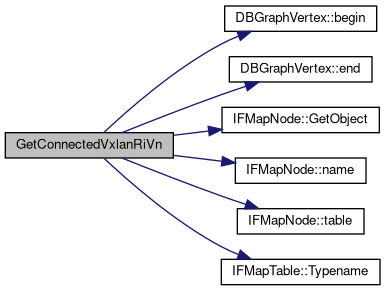 DBGraphVertex::begin
DBGraphVertex::end
IFMapNode::GetObject
GetConnectedVxlanRiVn
IFMapNode::name
IFMapNode::table
IFMapTable::Typename